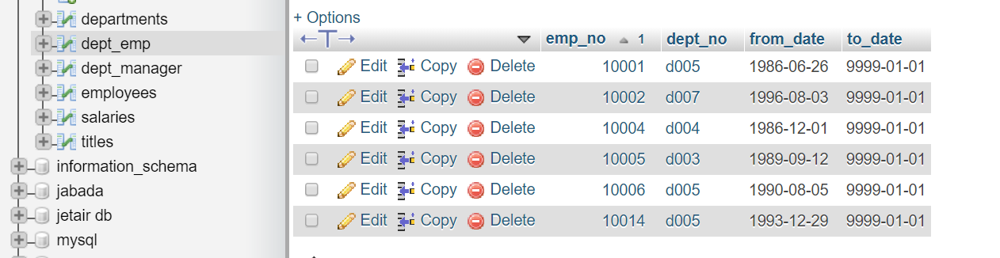 departments
dept_emp
dept_manager
employees
salaries
titles
information_schema
jabada
jetair db
mysql
+ Options
←T→ emp_no 1 dept_no from_date to_date
Edit Copy Delete 10001 d005 1986-06-26 9999-01-01
Edit Copy Delete 10002 d007 1996-08-03 9999-01-01
Edit Copy Delete 10004 d004 1986-12-01 9999-01-01
Edit Copy Delete 10005 d003 1989-09-12 9999-01-01
Edit Copy Delete 10006 d005 1990-08-05 9999-01-01
Edit Copy Delete 10014 d005 1993-12-29 9999-01-01